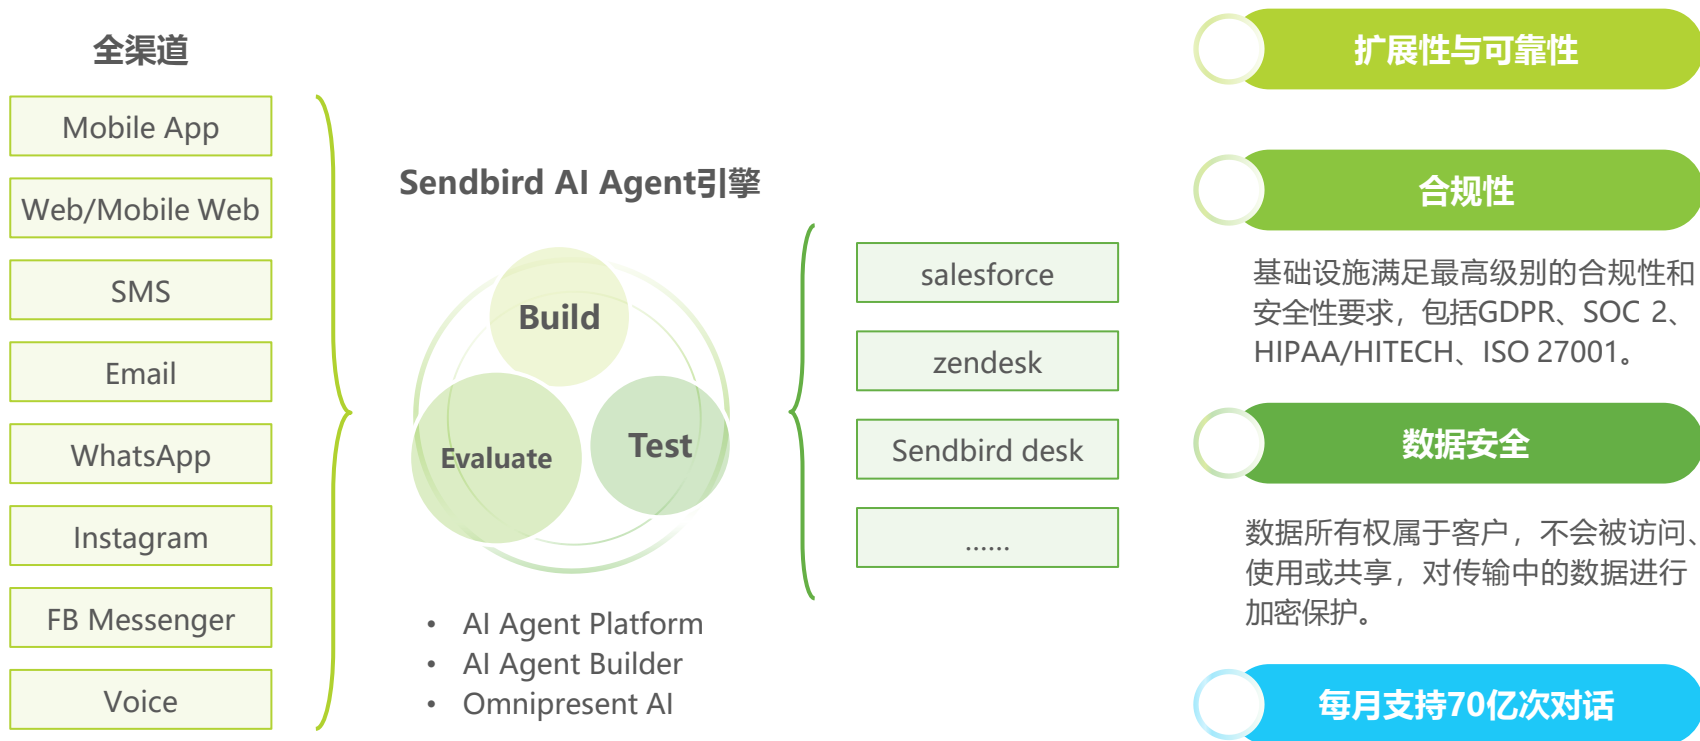 全渠道
Mobile App
Web/Mobile Web
SMS
Email
WhatsApp
Instagram
FB Messenger
Voice
Sendbird AI Agent引擎
Build
Evaluate
Test
• AI Agent Platform
• AI Agent Builder
• Omnipresent AI
salesforce
zendesk
Sendbird desk
......
扩展性与可靠性
合规性
基础设施满足最高级别的合规性和
安全性要求，包括GDPR、SOC 2、
HIPAA/HITECH、ISO 27001。
数据安全
数据所有权属于客户，不会被访问、
使用或共享，对传输中的数据进行
加密保护。
每月支持70亿次对话